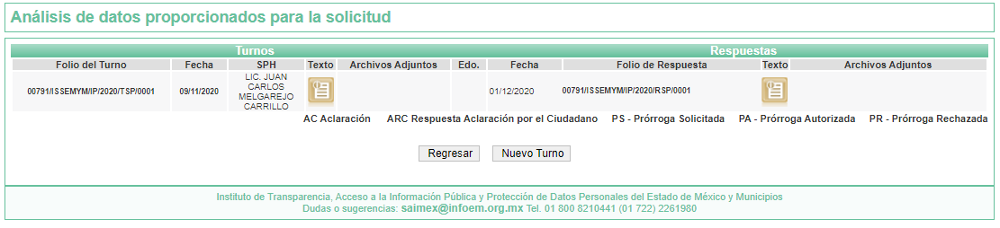 Análisis de datos proporcionados para la solicitud
Turnos Respuestas
Folio del Turno Fecha SPH Texto Archivos Adjuntos Edo. Fecha Folio de Respuesta Texto Archivos Adjuntos
00791/ISSEMYM/IP/2020/TSP/0001 09/11/2020 LIC. JUAN CARLOS MELGAREJO CARRILLO 01/12/2020 00791/ISSEMYM/IP/2020/RSP/0001
AC Aclaración ARC Respuesta Aclaración por el Ciudadano PS - Prórroga Solicitada PA - Prórroga Autorizada PR - Prórroga Rechazada
Regresar Nuevo Turno
Instituto de Transparencia, Acceso a la Información Pública y Protección de Datos Personales del Estado de México y Municipios
Dudas o sugerencias: saimex@infoem.org.mx Tel. 01 800 8210441 (01 722) 2261980